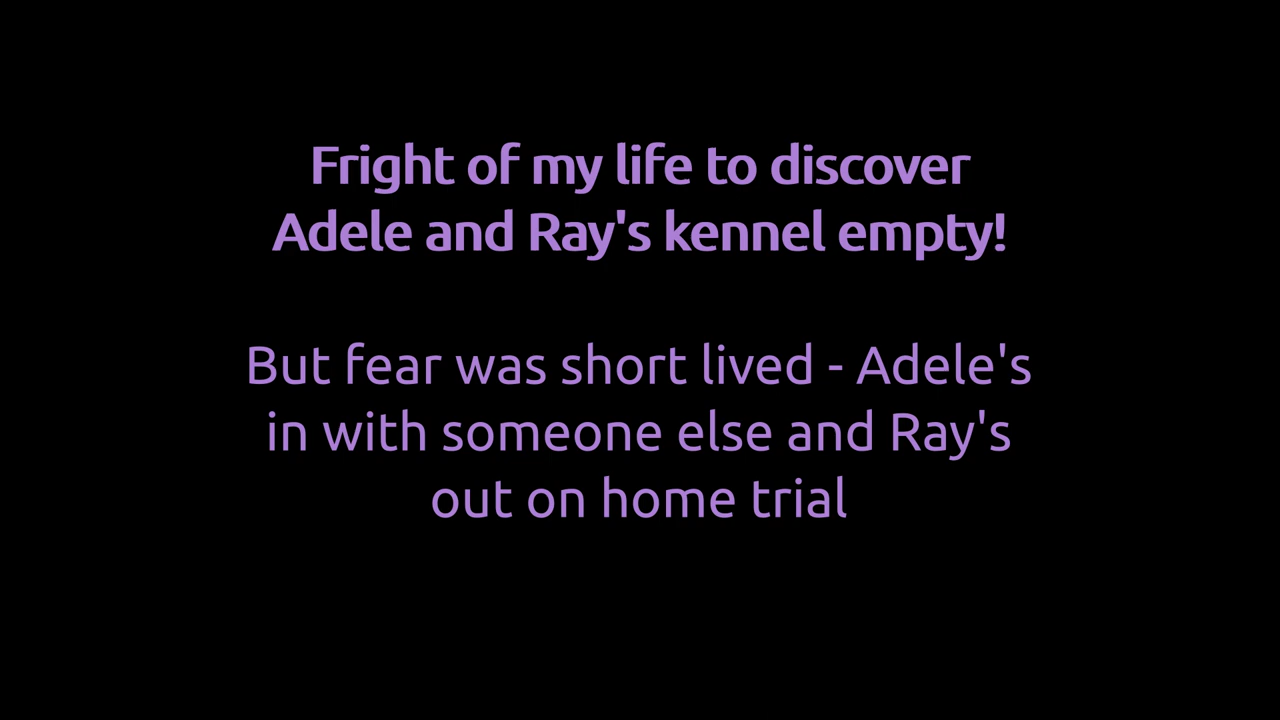 Fright of my life to discover
Adele and Ray's kennel empty!
But fear was short lived - Adele's
in with someone else and Ray's
out on home trial